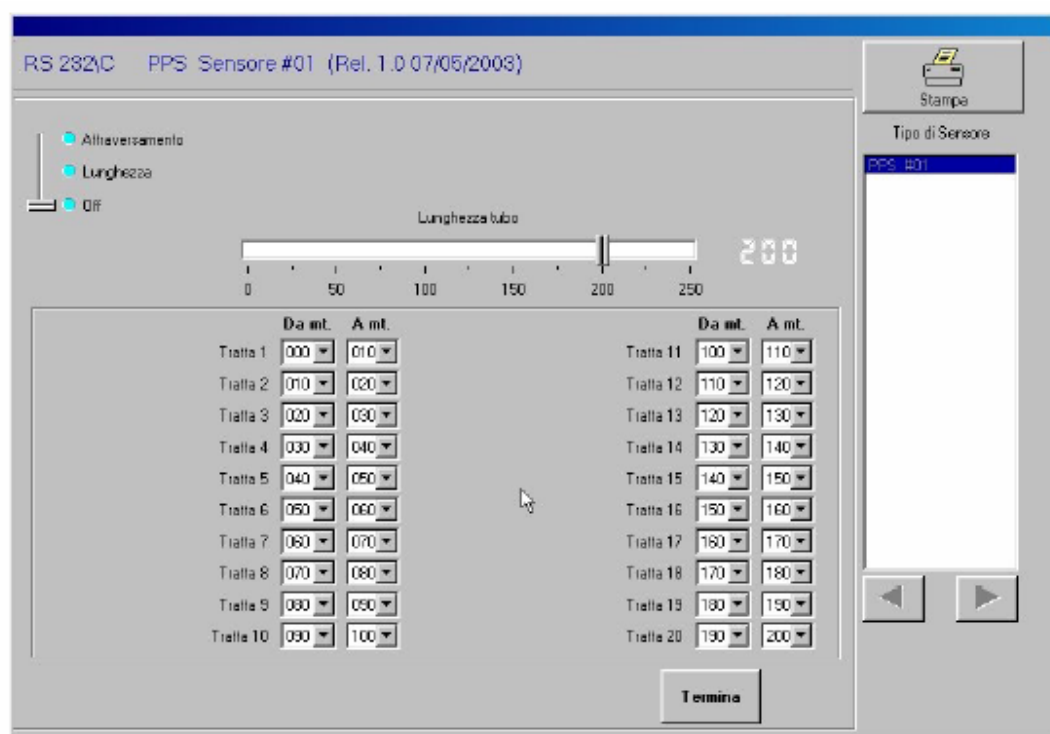 RS 232\C PPS Sensore #01 (Rel. 1.0 07/05/2003)
Stampa
Tipo di Sensore
PPS #01
Attraversamento
Lunghezza
Off
Lunghezza tubo
200
0 50 100 150 200 250
Da mt. A mt. Da mt. A mt.
Tratta 1 000 010 Tratta 11 100 110
Tratta 2 010 020 Tratta 12 110 120
Tratta 3 020 030 Tratta 13 120 130
Tratta 4 030 040 Tratta 14 130 140
Tratta 5 040 050 Tratta 15 140 150
Tratta 6 050 060 Tratta 16 150 160
Tratta 7 060 070 Tratta 17 160 170
Tratta 8 070 080 Tratta 18 170 180
Tratta 9 080 090 Tratta 19 180 190
Tratta 10 090 100 Tratta 20 190 200
Termina